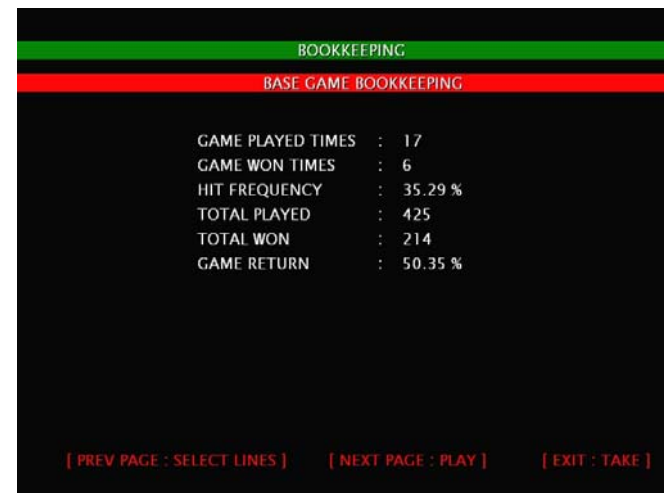 BOOKKEEPING
BASE GAME BOOKKEEPING
GAME PLAYED TIMES : 17
GAME WON TIMES : 6
HIT FREQUENCY : 35.29 %
TOTAL PLAYED : 425
TOTAL WON : 214
GAME RETURN : 50.35 %
[ PREV PAGE : SELECT LINES ] [ NEXT PAGE : PLAY ] [ EXIT : TAKE ]